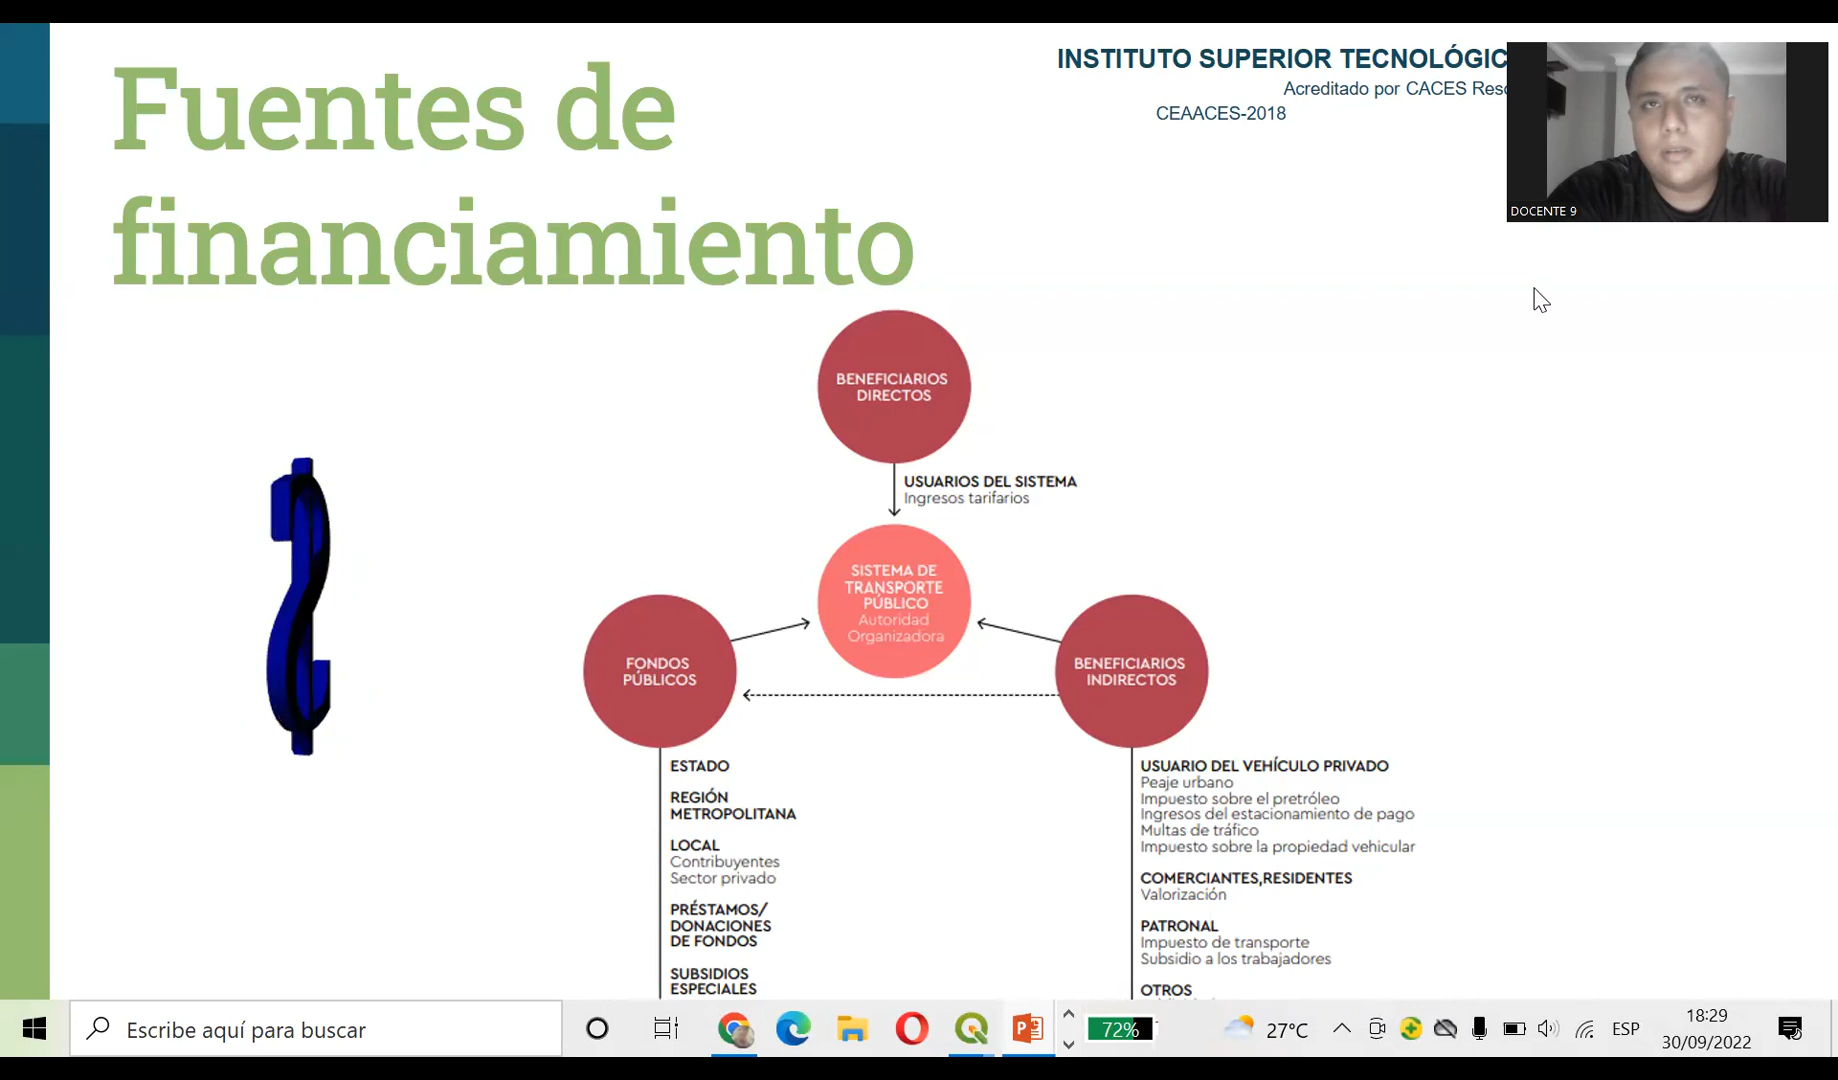 Fuentes de
financiamiento
INSTITUTO SUPERIOR TECNOLÓGIC
Acreditado por CACES Reso
CEAACES-2018
DOCENTE 9
BENEFICIARIOS
DIRECTOS
USUARIOS DEL SISTEMA
Ingresos tarifarios
SISTEMA DE
TRANSPORTE
PÚBLICO
Autoridad
Organizadora
FONDOS
PÚBLICOS
BENEFICIARIOS
INDIRECTOS
ESTADO
REGIÓN
METROPOLITANA
LOCAL
Contribuyentes
Sector privado
PRÉSTAMOS/
DONACIONES
DE FONDOS
SUBSIDIOS
ESPECIALES
USUARIO DEL VEHÍCULO PRIVADO
Peaje urbano
Impuesto sobre el pretróleo
Ingresos del estacionamiento de pago
Multas de tráfico
Impuesto sobre la propiedad vehicular
COMERCIANTES,RESIDENTES
Valorización
PATRONAL
Impuesto de transporte
Subsidio a los trabajadores
OTROS
Escribe aquí para buscar
72%
27°C
ESP
18:29
30/09/2022